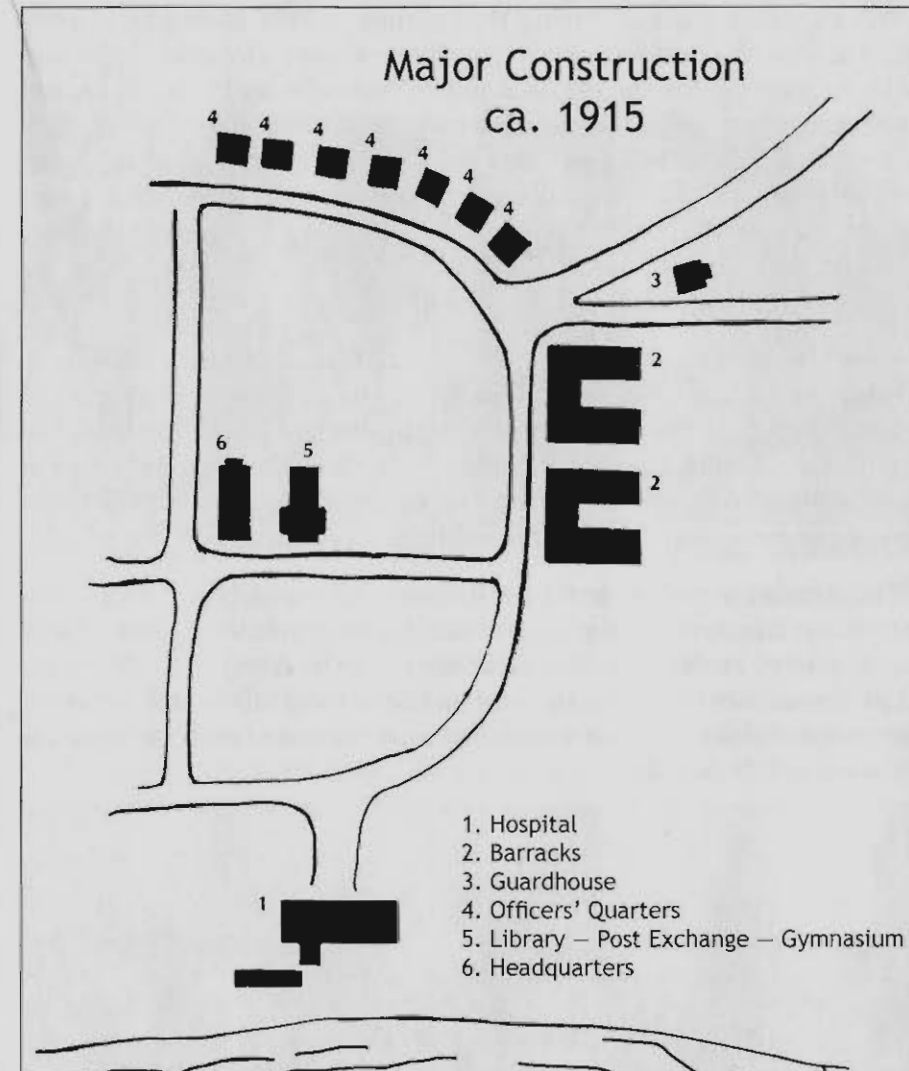 Major Construction
ca. 1915
4
4
4
4
4
4
4
3
2
6
5
2
1. Hospital
2. Barracks
3. Guardhouse
4. Officers' Quarters
5. Library — Post Exchange — Gymnasium
6. Headquarters
1